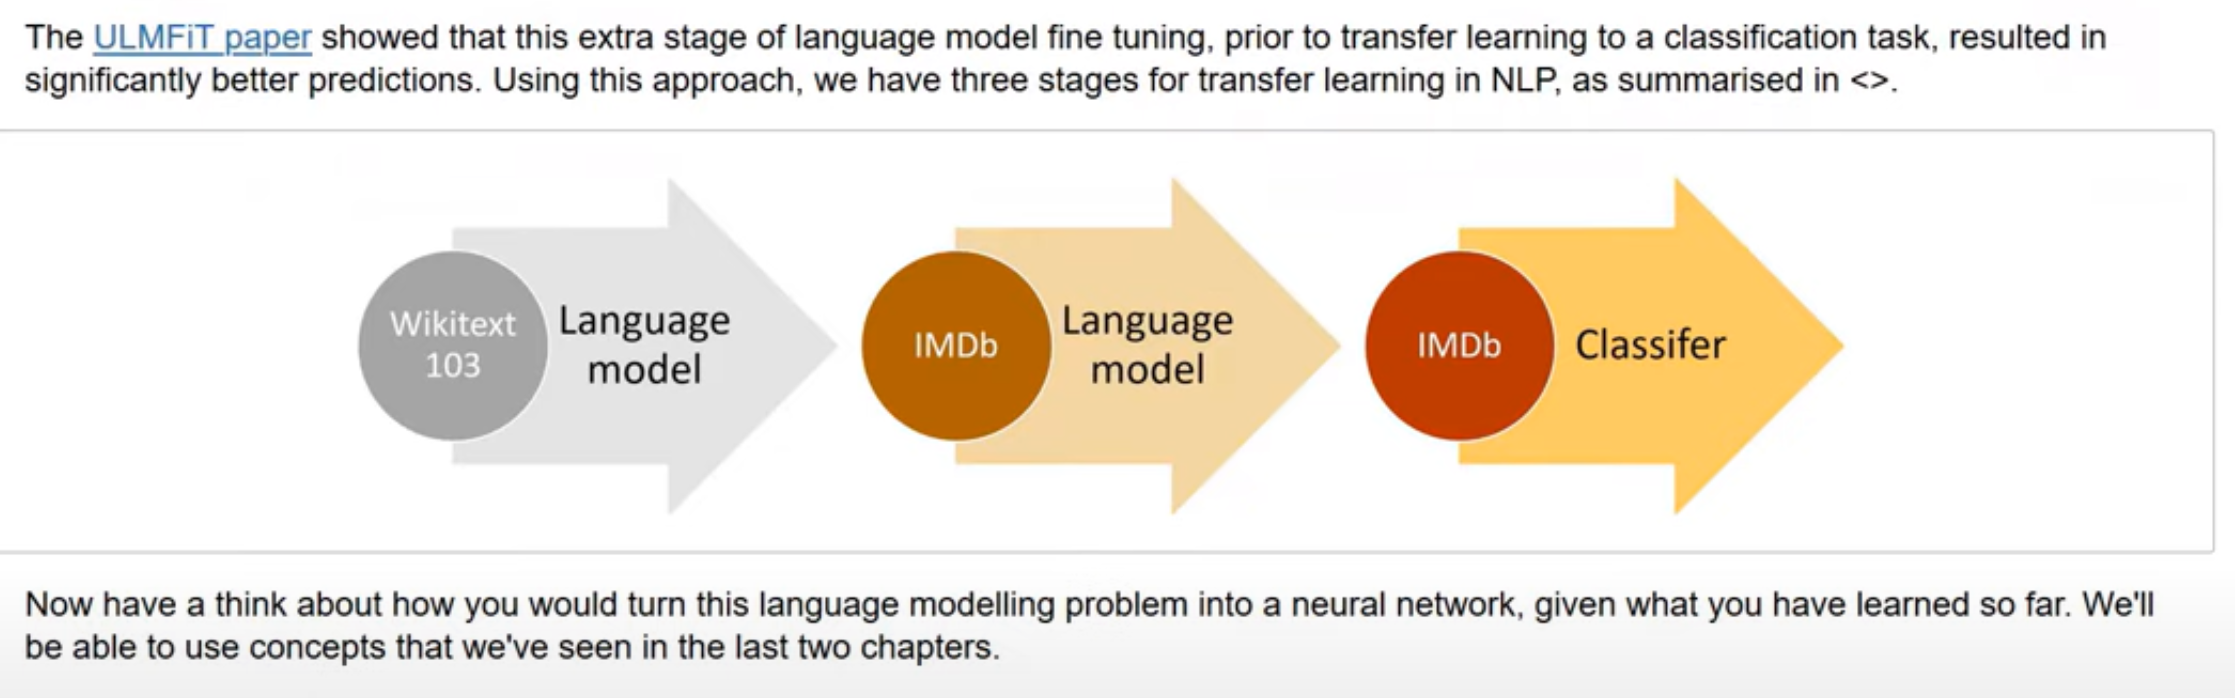 The ULMFiT paper showed that this extra stage of language model fine tuning, prior to transfer learning to a classification task, resulted in
significantly better predictions. Using this approach, we have three stages for transfer learning in NLP, as summarised in <>.
Wikitext
103
Language
model
IMDb
Language
model
IMDb
Classifer
Now have a think about how you would turn this language modelling problem into a neural network, given what you have learned so far. We'll
be able to use concepts that we've seen in the last two chapters.